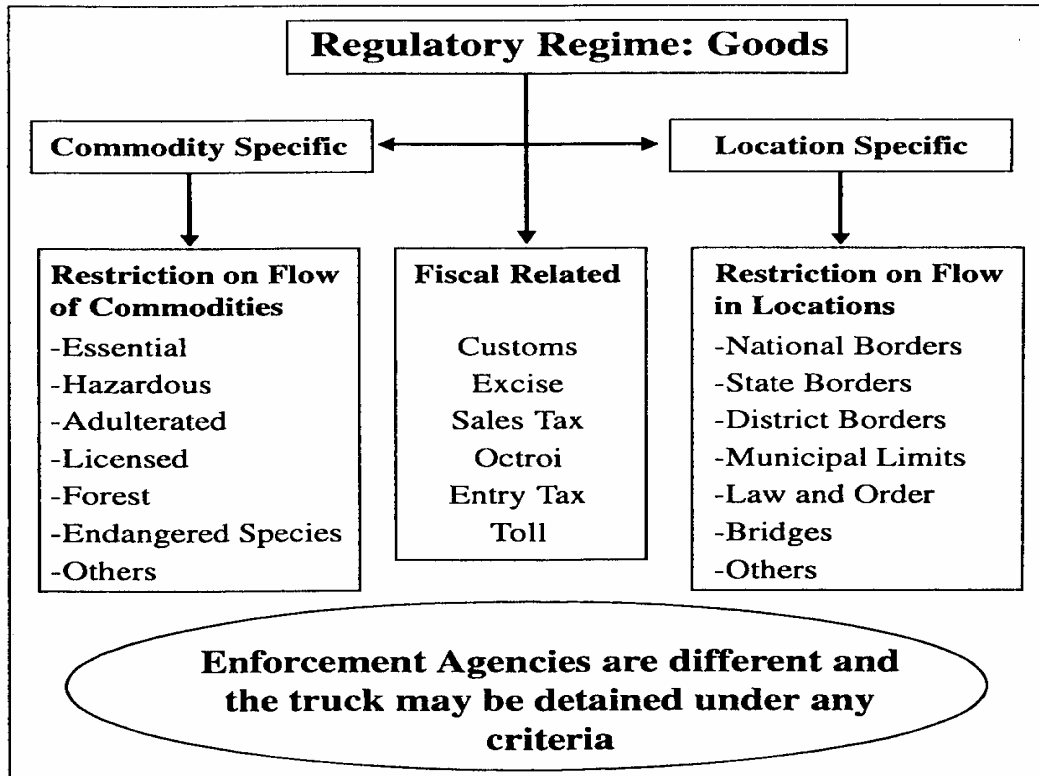 Regulatory Regime: Goods
Commodity Specific
Location Specific
Restriction on Flow
of Commodities
-Essential
-Hazardous
-Adulterated
-Licensed
-Forest
-Endangered Species
-Others
Fiscal Related
Customs
Excise
Sales Tax
Octroi
Entry Tax
Toll
Restriction on Flow
in Locations
-National Borders
-State Borders
-District Borders
-Municipal Limits
-Law and Order
-Bridges
-Others
Enforcement Agencies are different and
the truck may be detained under any
criteria